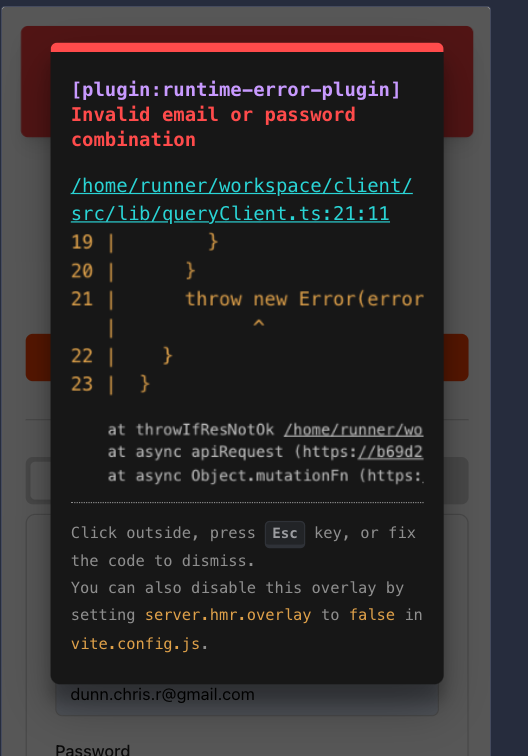 [plugin:runtime-error-plugin]
Invalid email or password
combination
/home/runner/workspace/client/
src/lib/queryClient.ts:21:11
19 |         }
20 |       }
21 |       throw new Error(error
   |             ^
22 |     }
23 |   }
at throwIfResNotOk /home/runner/wo
at async apiRequest (https://b69d2
at async Object.mutationFn (https:
Click outside, press Esc key, or fix
the code to dismiss.
You can also disable this overlay by
setting server.hmr.overlay to false in
vite.config.js.
dunn.chris.r@gmail.com
Password